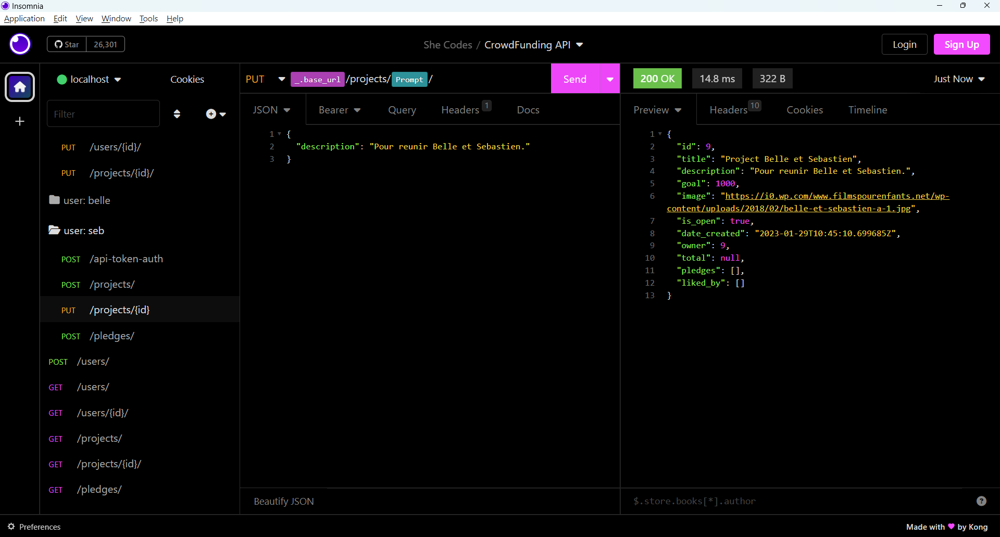 Insomnia
Application Edit View Window Tools Help
Star 26,301
She Codes / CrowdFunding API
Login Sign Up
localhost
Cookies
Filter
PUT /users/{id}/
PUT /projects/{id}/
user: belle
user: seb
POST /api-token-auth
POST /projects/
PUT /projects/{id}
POST /pledges/
POST /users/
GET /users/
GET /users/{id}/
GET /projects/
GET /projects/{id}/
GET /pledges/
PUT _.base_url /projects/ Prompt /
Send
JSON Bearer Query Headers 1 Docs
1 {
2 "description": "Pour reunir Belle et Sebastien."
3 }
Beautify JSON
200 OK 14.8 ms 322 B Just Now
Preview Headers 10 Cookies Timeline
1 {
2 "id": 9,
3 "title": "Project Belle et Sebastien",
4 "description": "Pour reunir Belle et Sebastien.",
5 "goal": 1000,
6 "image": "https://i0.wp.com/www.filmspourenfants.net/wp-
content/uploads/2018/02/belle-et-sebastien-a-1.jpg",
7 "is_open": true,
8 "date_created": "2023-01-29T10:45:10.699685Z",
9 "owner": 9,
10 "total": null,
11 "pledges": [],
12 "liked_by": []
13 }
$.store.books[*].author
?
Preferences
Made with ♥ by Kong